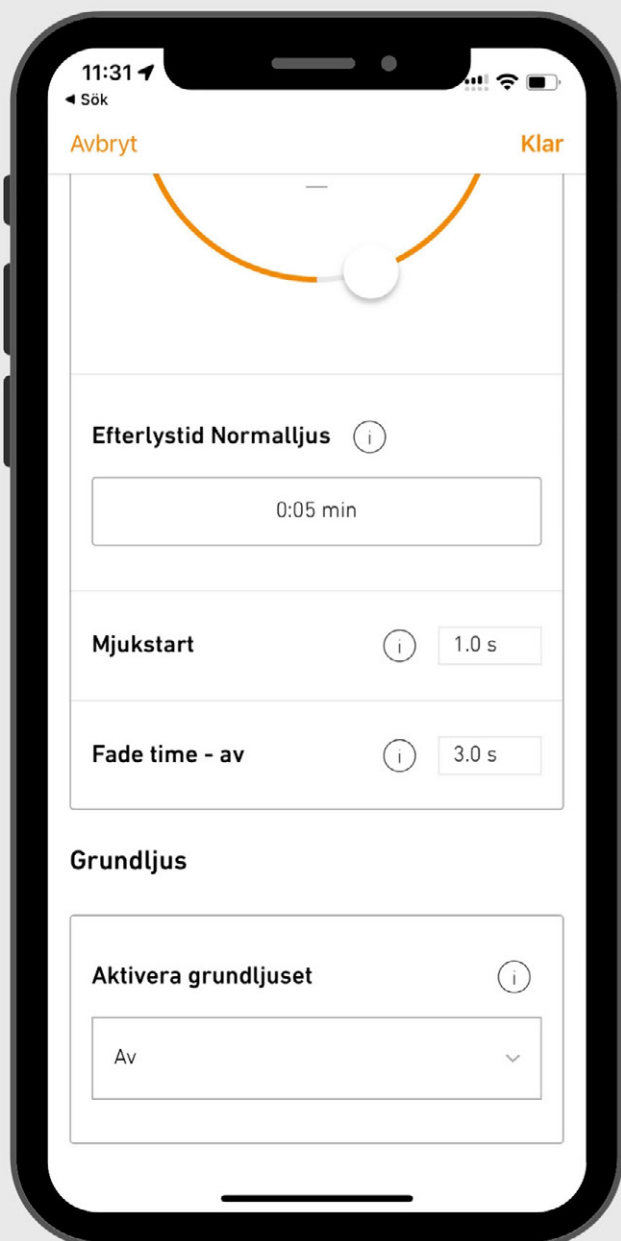 11:31
◀ Sök
Avbryt
Klar
Efterlystid Normalljus
0:05 min
Mjukstart
1.0 s
Fade time - av
3.0 s
Grundljus
Aktivera grundljuset
Av